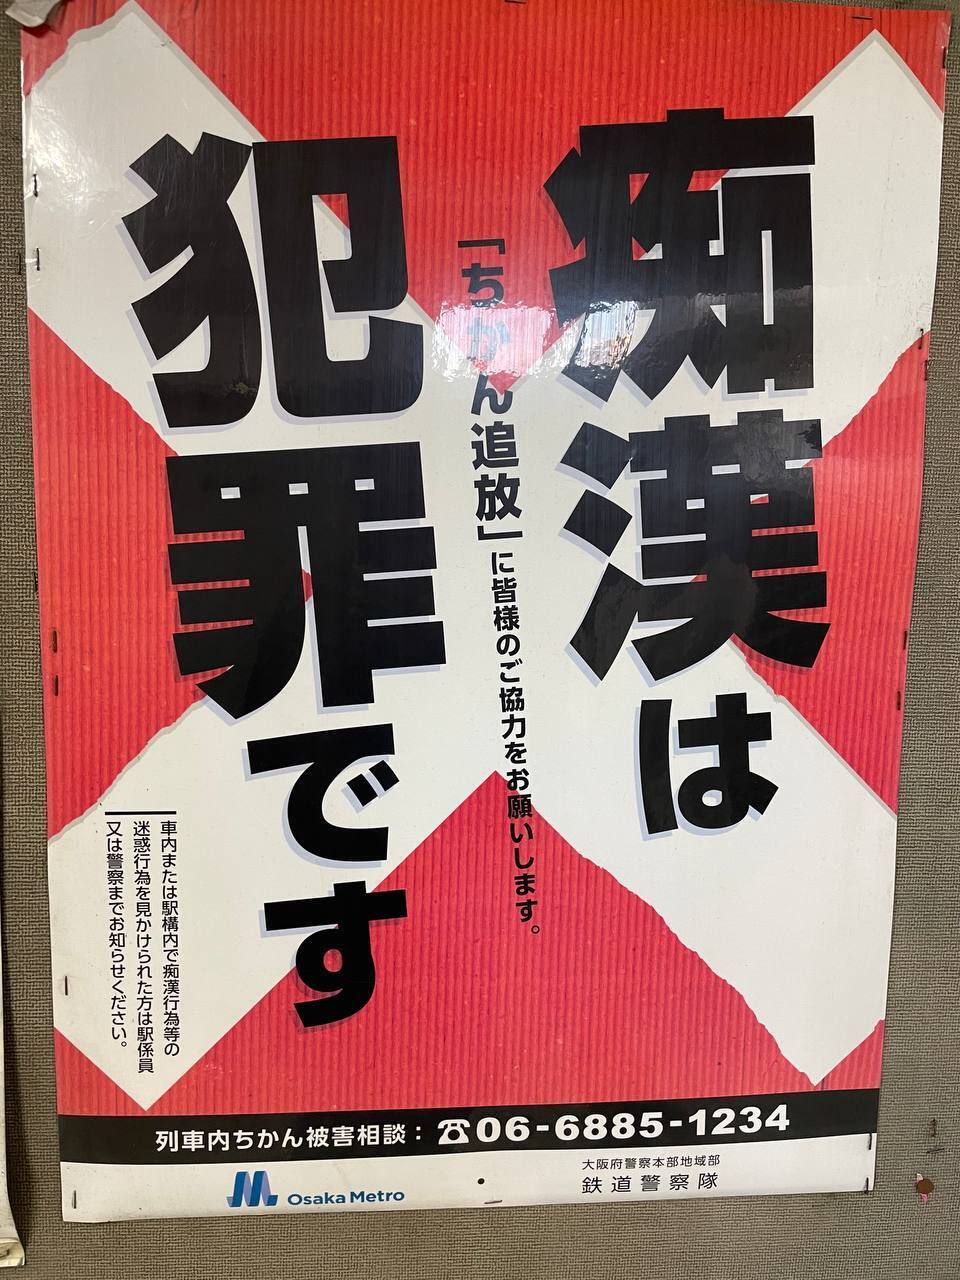 痴漢は
「ちかん追放」に皆様のご協力をお願いします。
犯罪です
車内または駅構内で痴漢行為等の
迷惑行為を見かけられた方は駅係員
又は警察までお知らせください。
列車内ちかん被害相談：☎06-6885-1234
Osaka Metro
大阪府警察本部地域部
鉄道警察隊